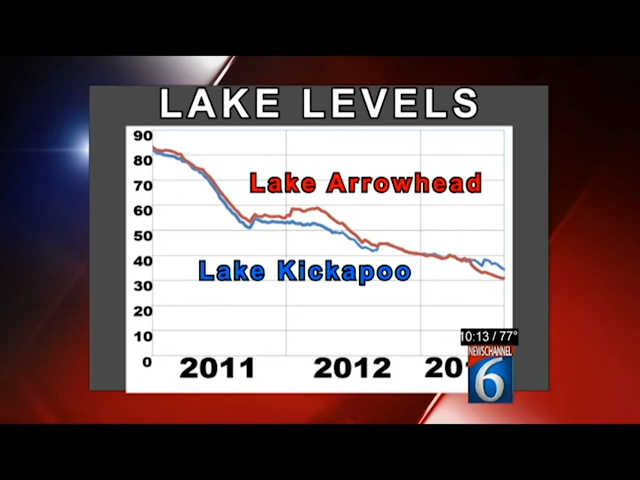 LAKE LEVELS
90
80
70
60
50
40
30
20
10
0
Lake Arrowhead
Lake Kickapoo
2011
2012
201
10:13 / 77°
NEWSCHANNEL
6